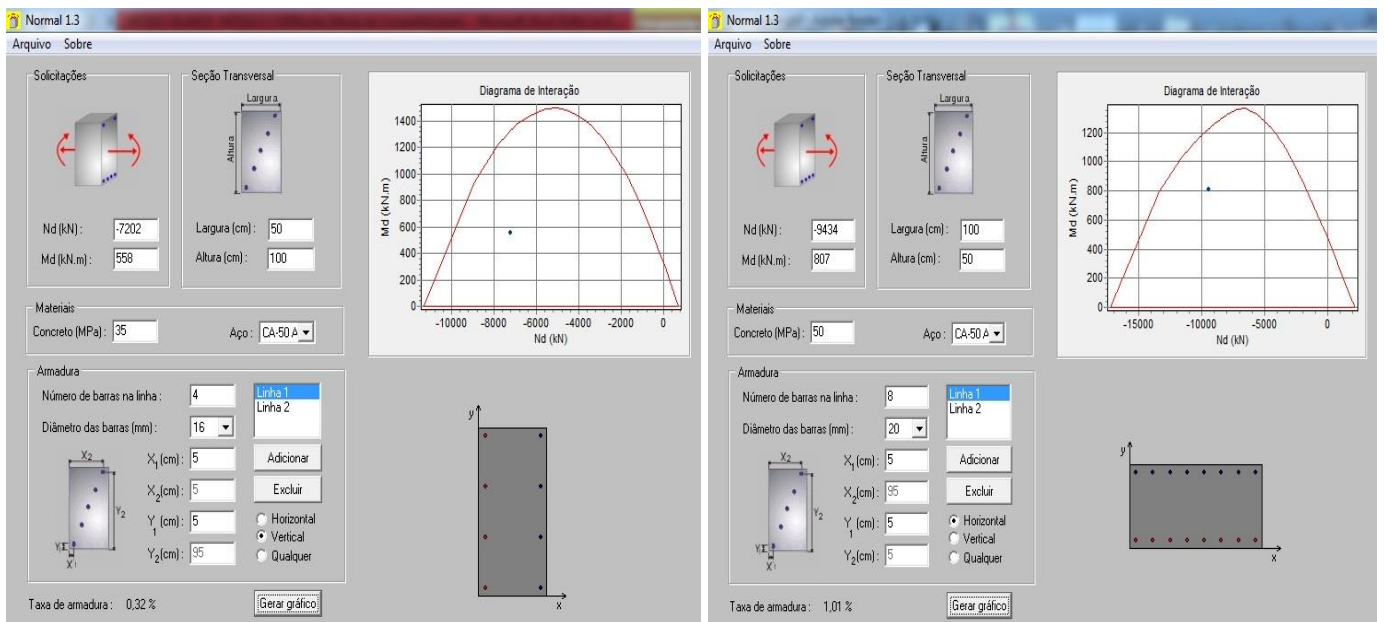 Normal 1.3
Arquivo Sobre
Solicitações
Nd (kN) : -7202
Md (kN.m) : 558
Seção Transversal
Largura
Altura
Largura (cm) : 50
Altura (cm) : 100
Materiais
Concreto (MPa) : 35
Aço : CA-50 A
Diagrama de Interação
Md (kN.m)
1400
1200
1000
800
600
400
200
0
-10000 -8000 -6000 -4000 -2000 0
Nd (kN)
Armadura
Número de barras na linha : 4
Diâmetro das barras (mm) : 16
Linha 1
Linha 2
X2
Y2
X1 (cm) : 5
X2 (cm) : 5
Y1 (cm) : 5
Y2 (cm) : 95
Adicionar
Excluir
Horizontal
Vertical
Qualquer
Taxa de armadura : 0,32 %
Gerar gráfico
y
x
Normal 1.3
Arquivo Sobre
Solicitações
Nd (kN) : -9434
Md (kN.m) : 807
Seção Transversal
Largura
Altura
Largura (cm) : 100
Altura (cm) : 50
Materiais
Concreto (MPa) : 50
Aço : CA-50 A
Diagrama de Interação
Md (kN.m)
1200
1000
800
600
400
200
0
-15000 -10000 -5000 0
Nd (kN)
Armadura
Número de barras na linha : 8
Diâmetro das barras (mm) : 20
Linha 1
Linha 2
X2
Y2
X1 (cm) : 5
X2 (cm) : 95
Y1 (cm) : 5
Y2 (cm) : 5
Adicionar
Excluir
Horizontal
Vertical
Qualquer
Taxa de armadura : 1,01 %
Gerar gráfico
y
x